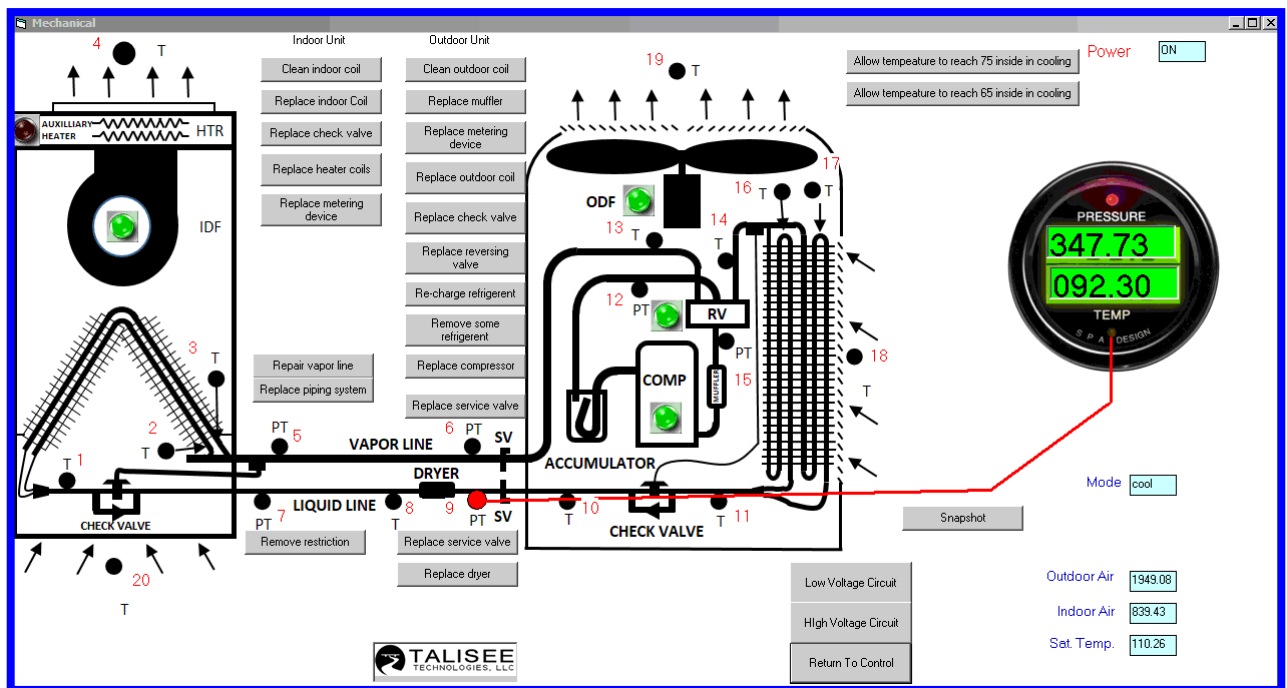 Mechanical
Indoor Unit
Outdoor Unit
Clean indoor coil
Replace indoor Coil
Replace check valve
Replace heater coils
Replace metering
device
Clean outdoor coil
Replace muffler
Replace metering
device
Replace outdoor coil
Replace check valve
Replace reversing
valve
Re-charge refrigerent
Remove some
refrigerent
Replace compressor
Replace service valve
Allow tempeature to reach 75 inside in cooling
Allow tempeature to reach 65 inside in cooling
Power
ON
4
T
AUXILLIARY
HEATER
HTR
IDF
3
T
2
T
T 1
CHECK VALVE
20
T
Repair vapor line
Replace piping system
PT
5
6 PT
VAPOR LINE
SV
DRYER
LIQUID LINE
PT
7
8
T
9
PT
SV
Remove restriction
Replace service valve
Replace dryer
19
T
17
16
T
T
ODF
13
T
14
T
12
PT
RV
PT
15
COMP
MUFFLER
ACCUMULATOR
10
T
CHECK VALVE
11
T
18
T
PRESSURE
347.73
092.30
TEMP
SPA DESIGN
Mode
cool
Snapshot
Low Voltage Circuit
HIgh Voltage Circuit
Return To Control
Outdoor Air
1949.08
Indoor Air
839.43
Sat. Temp.
110.26
TALISEE
TECHNOLOGIES, LLC